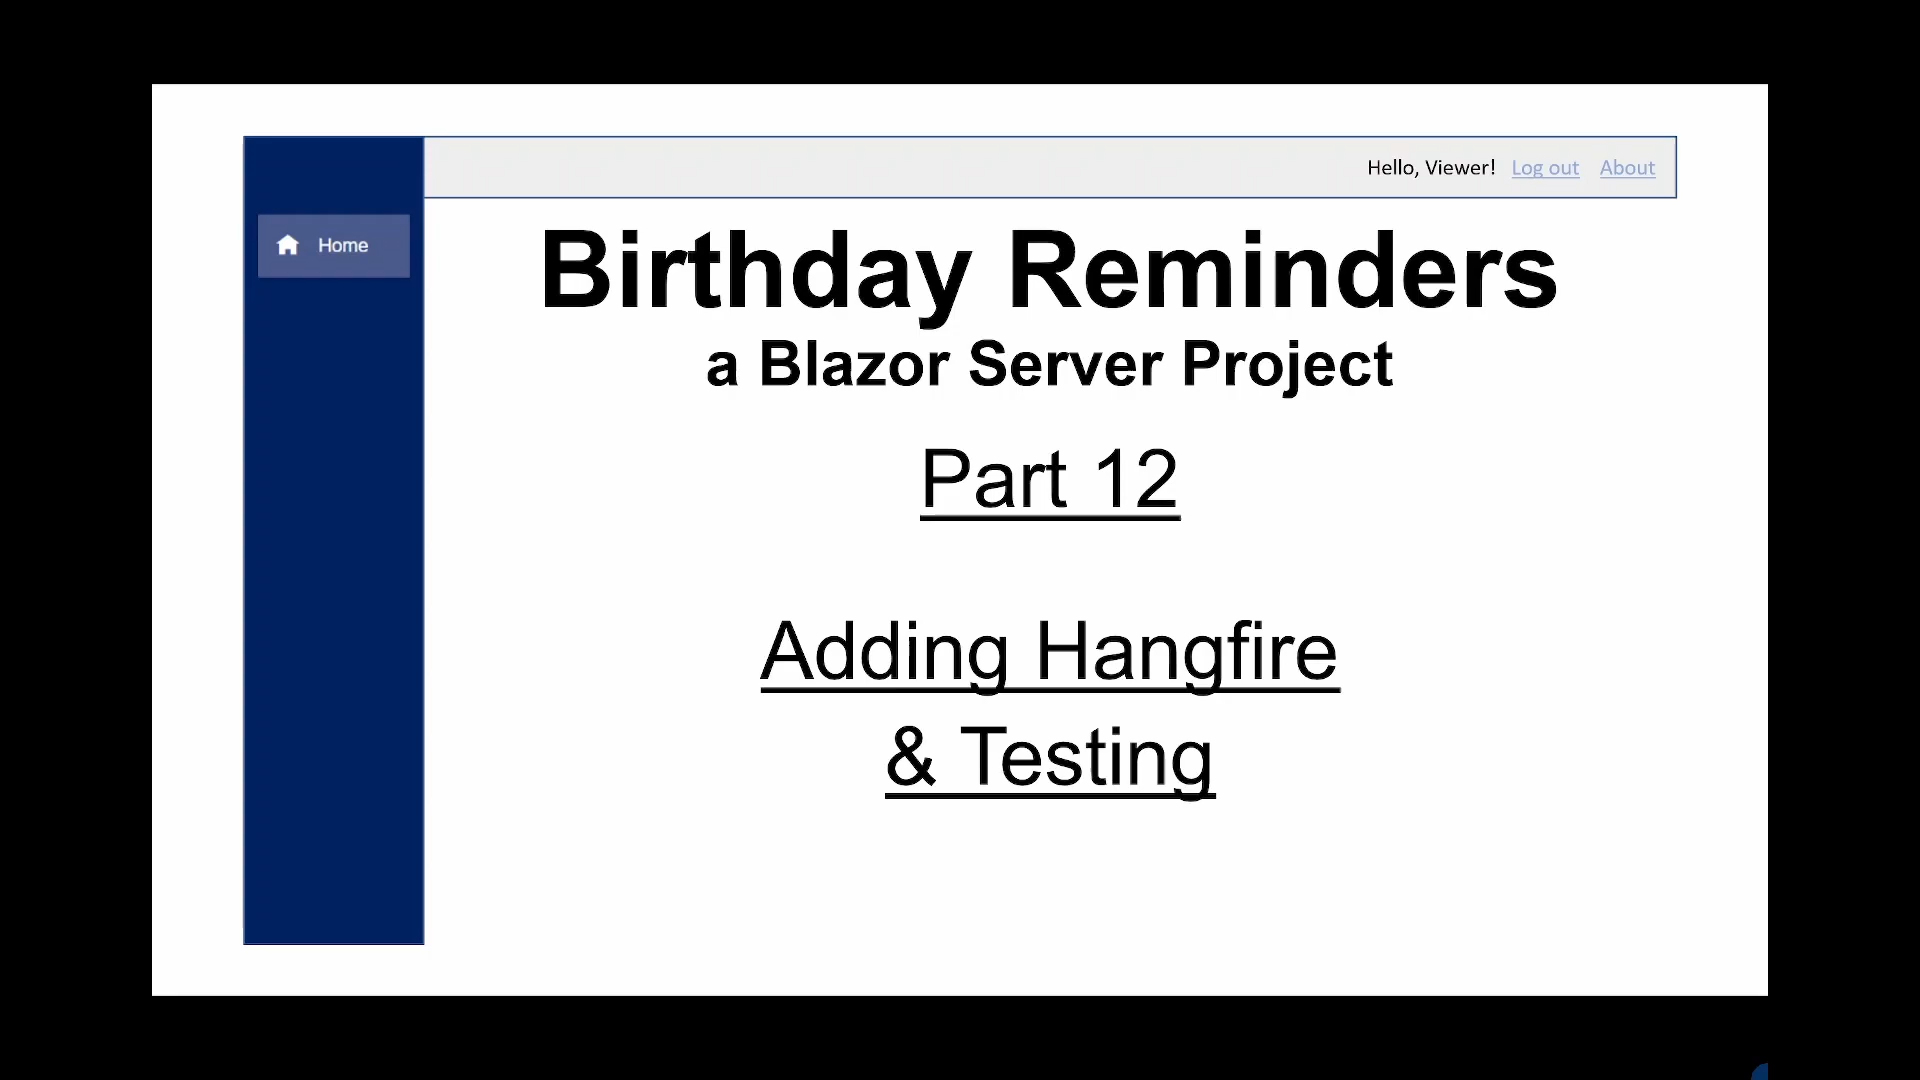 Hello, Viewer! Log out About
Home
Birthday Reminders
a Blazor Server Project
Part 12
Adding Hangfire
& Testing